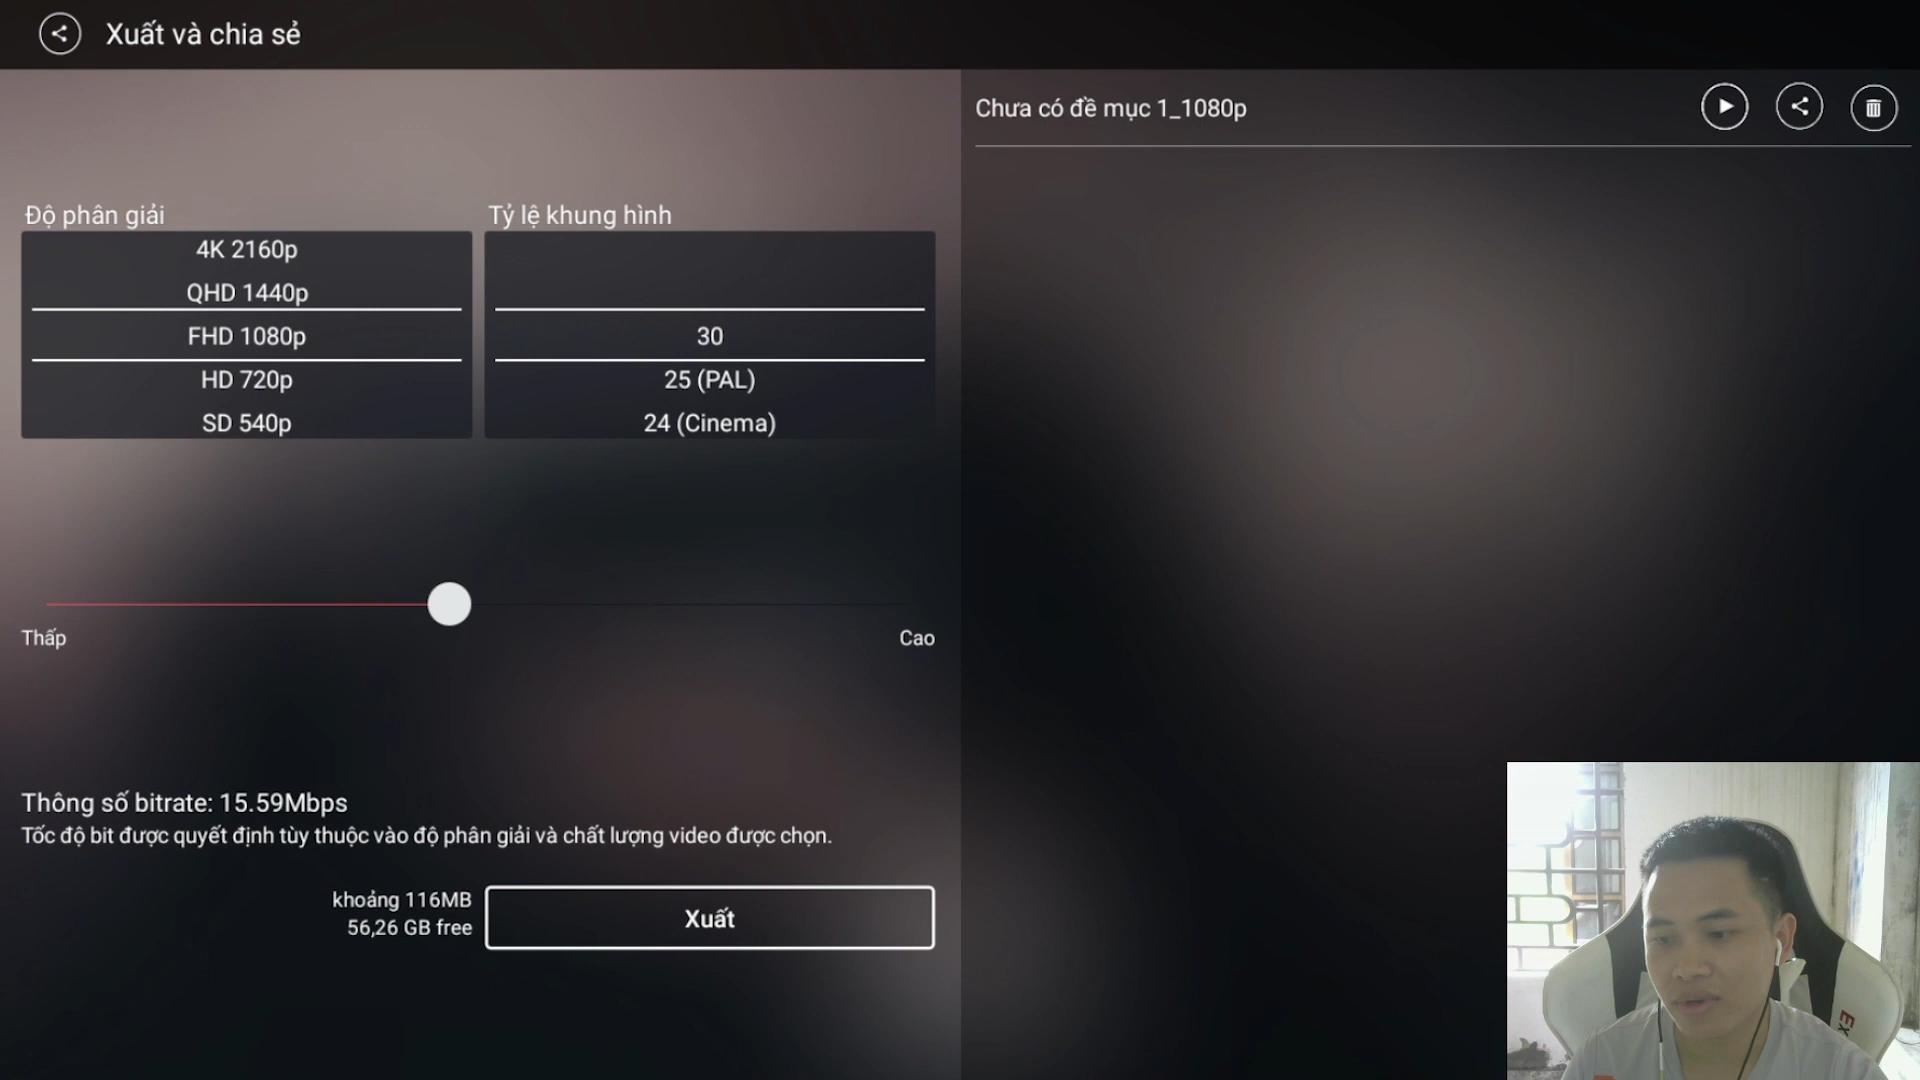 Xuất và chia sẻ
Chưa có đề mục 1_1080p
Độ phân giải
Tỷ lệ khung hình
4K 2160p
QHD 1440p
FHD 1080p
HD 720p
SD 540p
30
25 (PAL)
24 (Cinema)
Thấp
Cao
Thông số bitrate: 15.59Mbps
Tốc độ bit được quyết định tùy thuộc vào độ phân giải và chất lượng video được chọn.
khoảng 116MB
56,26 GB free
Xuất
EX